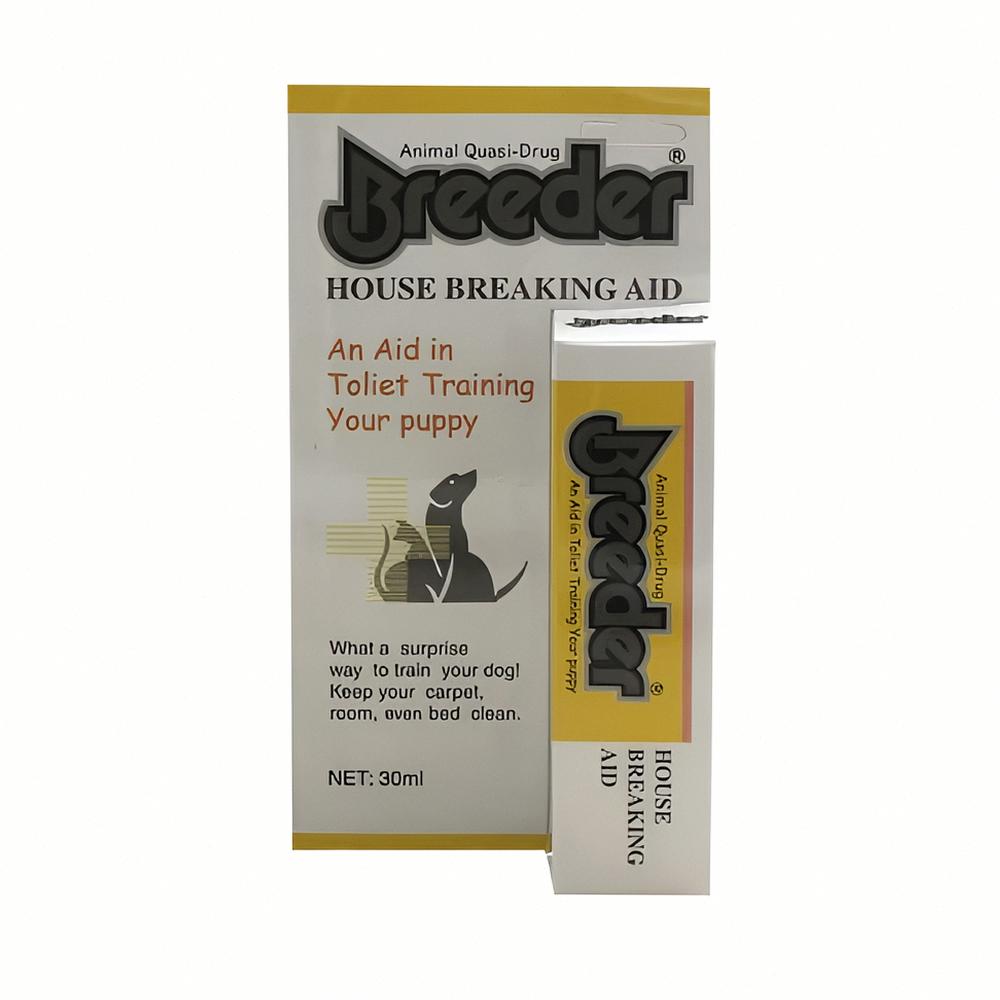 Animal Quasi-Drug
Breeder®
HOUSE BREAKING AID
An Aid in
Toliet Training
Your puppy
What a surprise
way to train your dog!
Keep your carpet,
room, even bed clean.
NET: 30ml
Animal Quasi-Drug
Breeder®
An Aid in Toliet Training Your puppy
HOUSE
BREAKING
AID